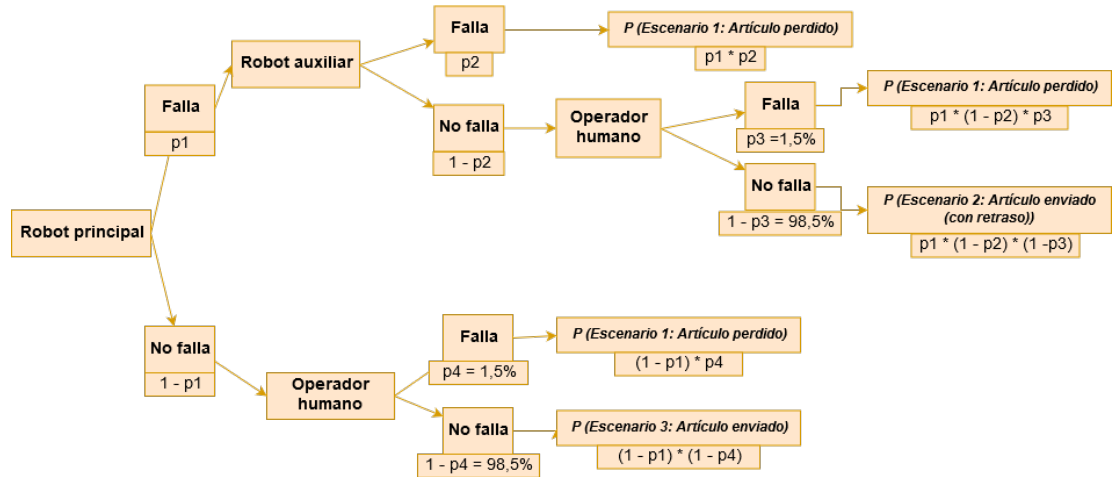 Falla
p2
P (Escenario 1: Artículo perdido)
p1 * p2
Robot auxiliar
Falla
p1
No falla
1 - p2
Operador
humano
Falla
p3 =1,5%
P (Escenario 1: Artículo perdido)
p1 * (1 - p2) * p3
No falla
1 - p3 = 98,5%
P (Escenario 2: Artículo enviado
(con retraso))
p1 * (1 - p2) * (1 -p3)
Robot principal
No falla
1 - p1
Operador
humano
Falla
p4 = 1,5%
P (Escenario 1: Artículo perdido)
(1 - p1) * p4
No falla
1 - p4 = 98,5%
P (Escenario 3: Artículo enviado)
(1 - p1) * (1 - p4)